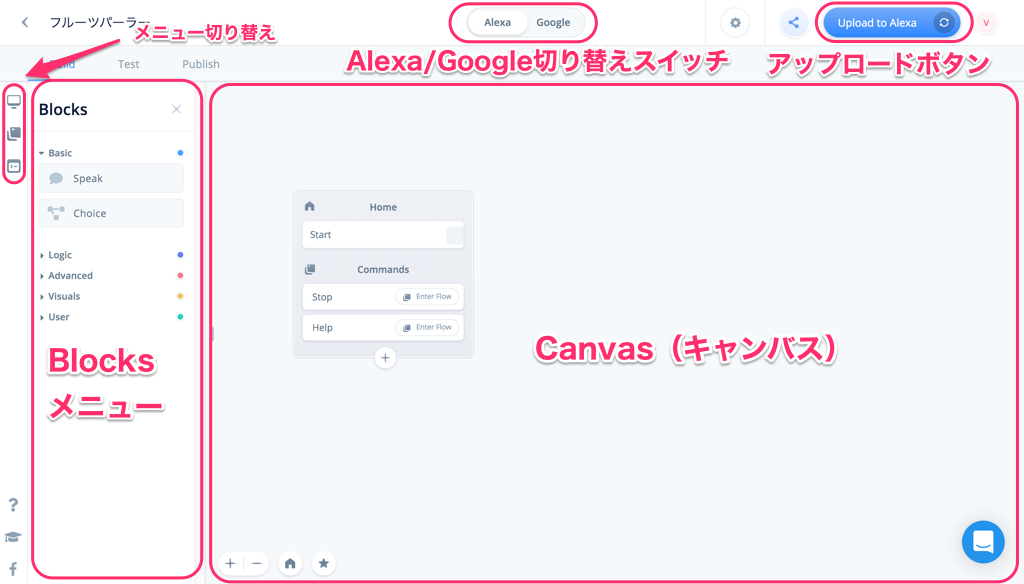 フルーツパーラー
メニュー切り替え
Alexa
Google
Upload to Alexa
V
Alexa/Google切り替えスイッチ
アップロードボタン
Test
Publish
Blocks
Basic
Speak
Choice
Logic
Advanced
Visuals
User
Blocks
メニュー
Home
Start
Commands
Stop
Enter Flow
Help
Enter Flow
Canvas（キャンバス）